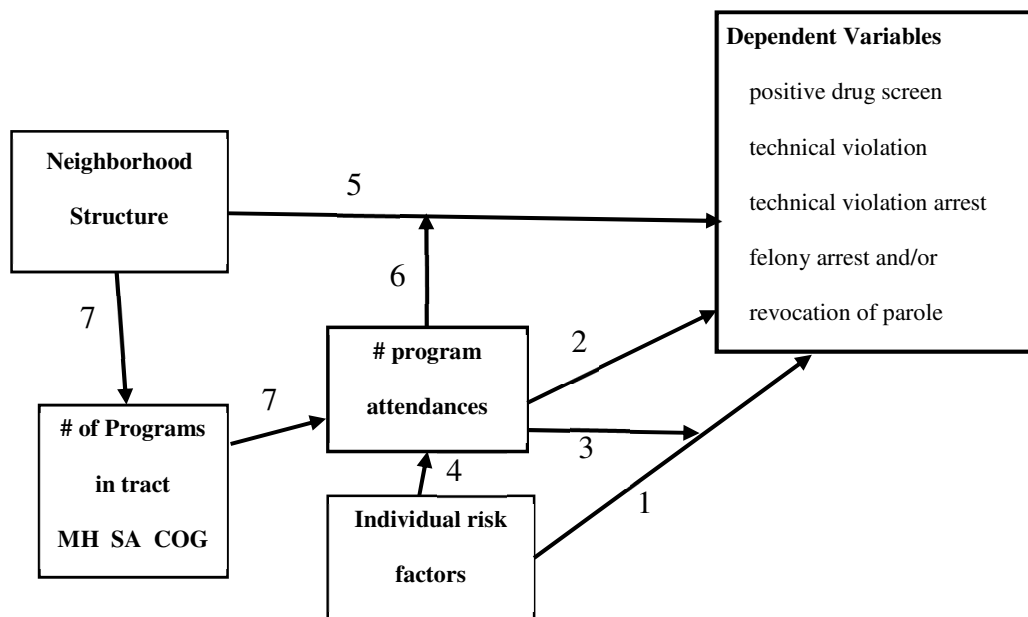 Dependent Variables
positive drug screen
technical violation
technical violation arrest
felony arrest and/or
revocation of parole
Neighborhood
Structure
5
6
7
# program
attendances
2
7
3
# of Programs
in tract
MH SA COG
4
Individual risk
factors
1